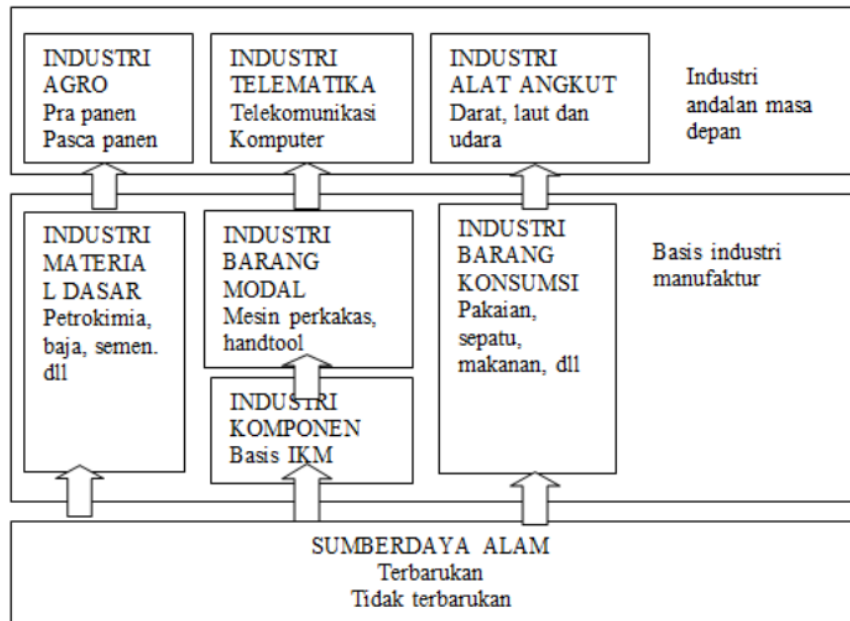 INDUSTRI
AGRO
Pra panen
Pasca panen
INDUSTRI
TELEMATIKA
Telekomunikasi
Komputer
INDUSTRI
ALAT ANGKUT
Darat, laut dan
udara
Industri
andalan masa
depan
INDUSTRI
MATERIA
L DASAR
Petrokimia,
baja, semen.
dll
INDUSTRI
BARANG
MODAL
Mesin perkakas,
handtool
INDUSTRI
KOMPONEN
Basis IKM
INDUSTRI
BARANG
KONSUMSI
Pakaian,
sepatu,
makanan, dll
Basis industri
manufaktur
SUMBERDAYA ALAM
Terbarukan
Tidak terbarukan